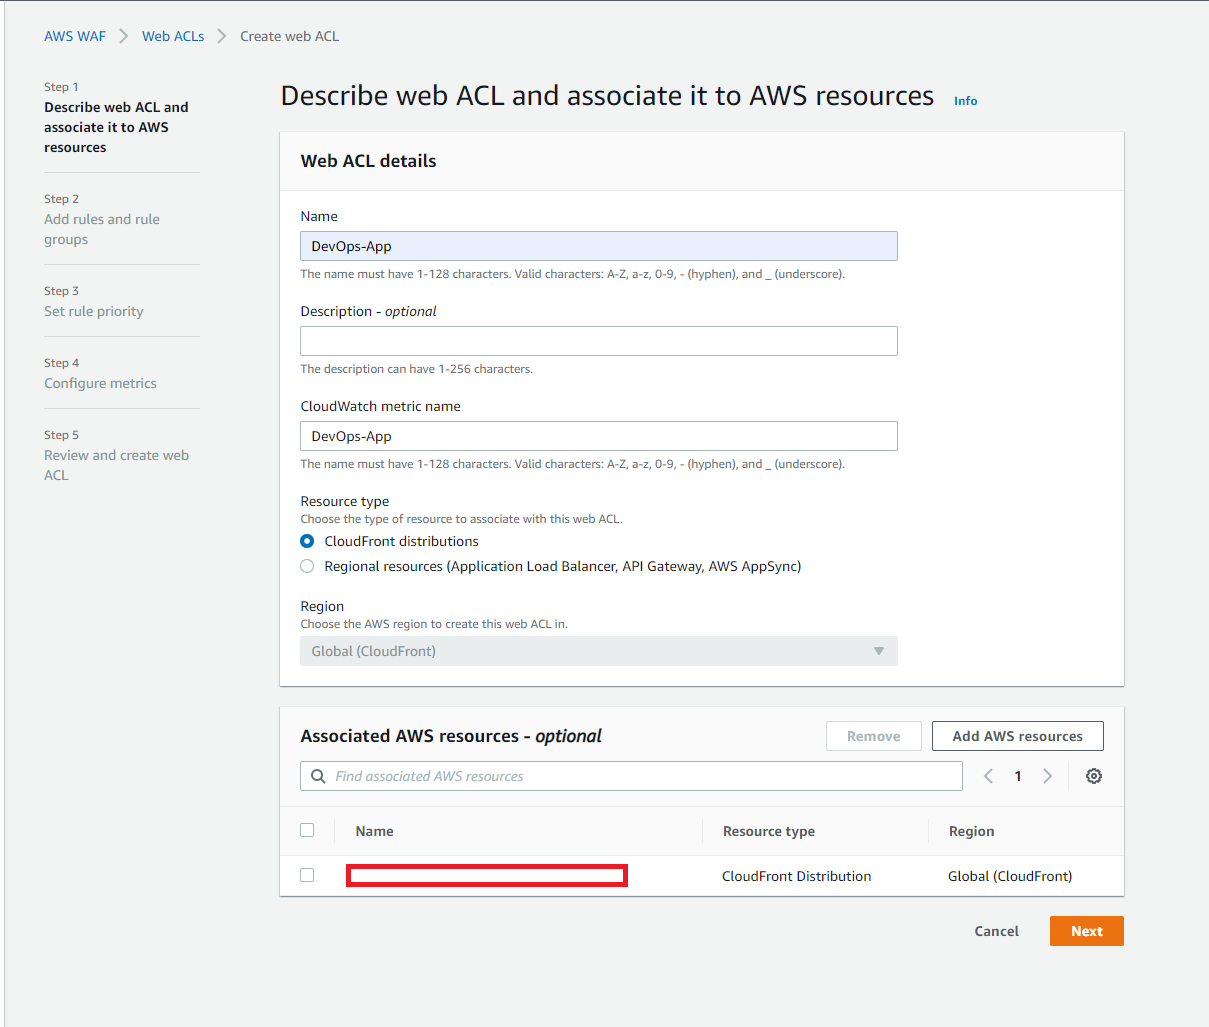 AWS WAF > Web ACLs > Create web ACL
Step 1
Describe web ACL and
associate it to AWS
resources
Step 2
Add rules and rule
groups
Step 3
Set rule priority
Step 4
Configure metrics
Step 5
Review and create web
ACL
Describe web ACL and associate it to AWS resources Info
Web ACL details
Name
DevOps-App
The name must have 1-128 characters. Valid characters: A-Z, a-z, 0-9, - (hyphen), and _ (underscore).
Description - optional
The description can have 1-256 characters.
CloudWatch metric name
DevOps-App
The name must have 1-128 characters. Valid characters: A-Z, a-z, 0-9, - (hyphen), and _ (underscore).
Resource type
Choose the type of resource to associate with this web ACL.
CloudFront distributions
Regional resources (Application Load Balancer, API Gateway, AWS AppSync)
Region
Choose the AWS region to create this web ACL in.
Global (CloudFront)
Associated AWS resources - optional Remove Add AWS resources
Find associated AWS resources 1
Name Resource type Region
CloudFront Distribution Global (CloudFront)
Cancel Next